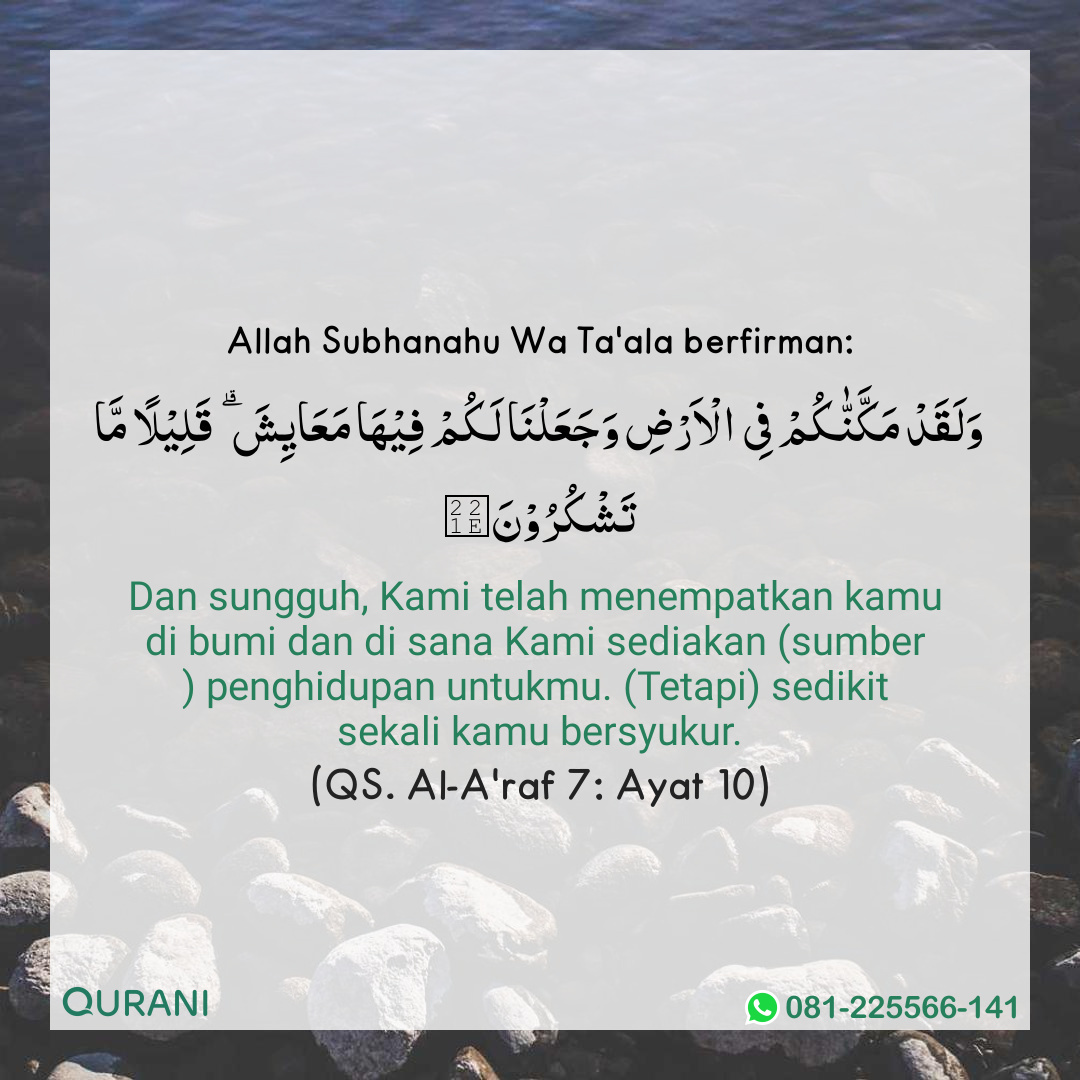 Allah Subhanahu Wa Ta'ala berfirman:
وَلَقَدْ مَكَّنّٰكُمْ فِى الْاَرْضِ وَجَعَلْنَا لَكُمْ فِيْهَا مَعَايِشَ ۗ قَلِيْلًا مَّا
تَشْكُرُوْنَ∞
Dan sungguh, Kami telah menempatkan kamu
di bumi dan di sana Kami sediakan (sumber
) penghidupan untukmu. (Tetapi) sedikit
sekali kamu bersyukur.
(QS. Al-A'raf 7: Ayat 10)
QURANI
081-225566-141